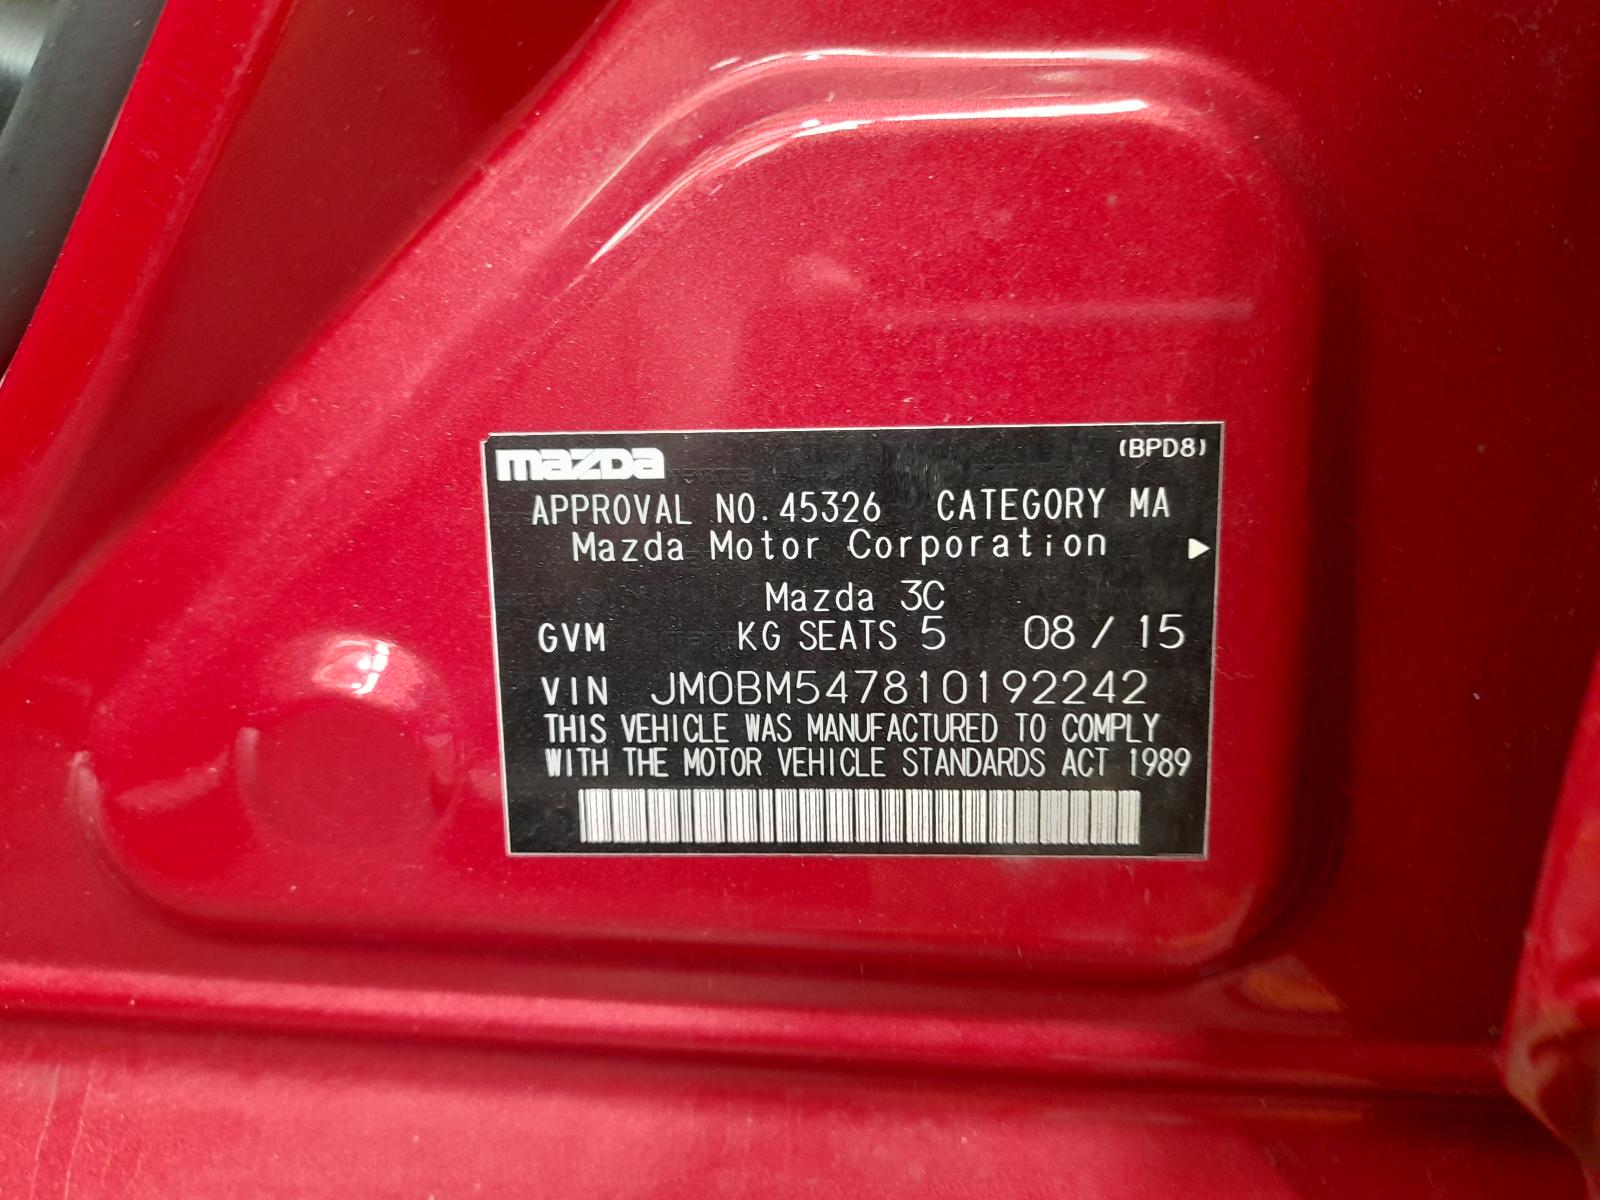 mazda (BPD8)
APPROVAL NO.45326 CATEGORY MA
Mazda Motor Corporation
Mazda 3C
GVM KG SEATS 5 08/15
VIN JM0BM547810192242
THIS VEHICLE WAS MANUFACTURED TO COMPLY
WITH THE MOTOR VEHICLE STANDARDS ACT 1989